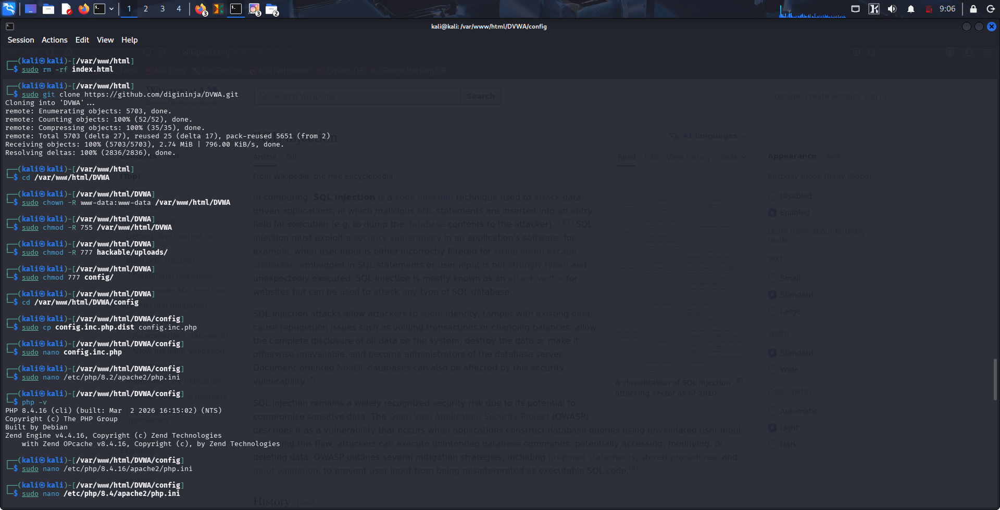 1 2 3 4 3 3 2 9:06
kali@kali: /var/www/html/DVWA/config
Session Actions Edit View Help
┌──(kali㉿kali)-[/var/www/html]
└─$ sudo rm -rf index.html
┌──(kali㉿kali)-[/var/www/html]
└─$ sudo git clone https://github.com/digininja/DVWA.git
Cloning into 'DVWA'...
remote: Enumerating objects: 5703, done.
remote: Counting objects: 100% (52/52), done.
remote: Compressing objects: 100% (35/35), done.
remote: Total 5703 (delta 27), reused 25 (delta 17), pack-reused 5651 (from 2)
Receiving objects: 100% (5703/5703), 2.74 MiB | 796.00 KiB/s, done.
Resolving deltas: 100% (2836/2836), done.
┌──(kali㉿kali)-[/var/www/html]
└─$ cd /var/www/html/DVWA
┌──(kali㉿kali)-[/var/www/html/DVWA]
└─$ sudo chown -R www-data:www-data /var/www/html/DVWA
┌──(kali㉿kali)-[/var/www/html/DVWA]
└─$ sudo chmod -R 755 /var/www/html/DVWA
┌──(kali㉿kali)-[/var/www/html/DVWA]
└─$ sudo chmod -R 777 hackable/uploads/
┌──(kali㉿kali)-[/var/www/html/DVWA]
└─$ sudo chmod 777 config/
┌──(kali㉿kali)-[/var/www/html/DVWA]
└─$ cd /var/www/html/DVWA/config
┌──(kali㉿kali)-[/var/www/html/DVWA/config]
└─$ sudo cp config.inc.php.dist config.inc.php
┌──(kali㉿kali)-[/var/www/html/DVWA/config]
└─$ sudo nano config.inc.php
┌──(kali㉿kali)-[/var/www/html/DVWA/config]
└─$ sudo nano /etc/php/8.2/apache2/php.ini
┌──(kali㉿kali)-[/var/www/html/DVWA/config]
└─$ php -v
PHP 8.4.16 (cli) (built: Mar  2 2026 16:15:02) (NTS)
Copyright (c) The PHP Group
Built by Debian
Zend Engine v4.4.16, Copyright (c) Zend Technologies
    with Zend OPcache v8.4.16, Copyright (c), by Zend Technologies
┌──(kali㉿kali)-[/var/www/html/DVWA/config]
└─$ sudo nano /etc/php/8.4.16/apache2/php.ini
┌──(kali㉿kali)-[/var/www/html/DVWA/config]
└─$ sudo nano /etc/php/8.4/apache2/php.ini
Kali Docs Kali Forums Kali NetHunter Exploit-DB Google Hacking DB
Search Wikipedia Search Donate Create account Log in
41 languages
Article Talk Read Edit View history Tools
From Wikipedia, the free encyclopedia
In computing, SQL injection is a code injection technique used to attack data-
driven applications, in which malicious SQL statements are inserted into an entry
field for execution (e.g. to dump the database contents to the attacker).[1][2] SQL
injection must exploit a security vulnerability in an application's software, for
example, when user input is either incorrectly filtered for string literal escape
characters embedded in SQL statements or user input is not strongly typed and
unexpectedly executed. SQL injection is mostly known as an attack vector for
websites but can be used to attack any type of SQL database.
SQL injection attacks allow attackers to spoof identity, tamper with existing data,
cause repudiation issues such as voiding transactions or changing balances, allow
the complete disclosure of all data on the system, destroy the data or make it
otherwise unavailable, and become administrators of the database server.
Document-oriented NoSQL databases can also be affected by this security
vulnerability.[3]
SQL injection remains a widely recognized security risk due to its potential to
compromise sensitive data. The Open Web Application Security Project (OWASP)
describes it as a vulnerability that occurs when applications construct database queries using unvalidated user input.
this flaw, attackers can execute unintended database commands, potentially accessing, modifying, or
deleting data. OWASP outlines several mitigation strategies, including prepared statements, stored procedures, and
input validation, to prevent user input from being misinterpreted as executable SQL code.[4]
History [edit]
A classification of SQL injection
attacking vector as of 2010
Appearance hide
Birthday mode (Baby Globe)
Disabled
Enabled
Learn more about Birthday
mode
Text
Small
Standard
Large
Width
Standard
Wide
Color (beta)
Automatic
Light
Dark